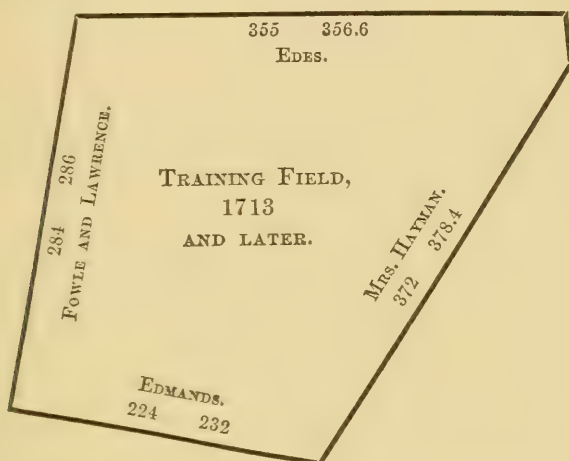 355 356.6
EDES.
FOWLE AND LAWRENCE.
284 286
TRAINING FIELD,
1713
AND LATER.
MRS. HAYMAN.
372 378.4
EDMANDS.
224 232